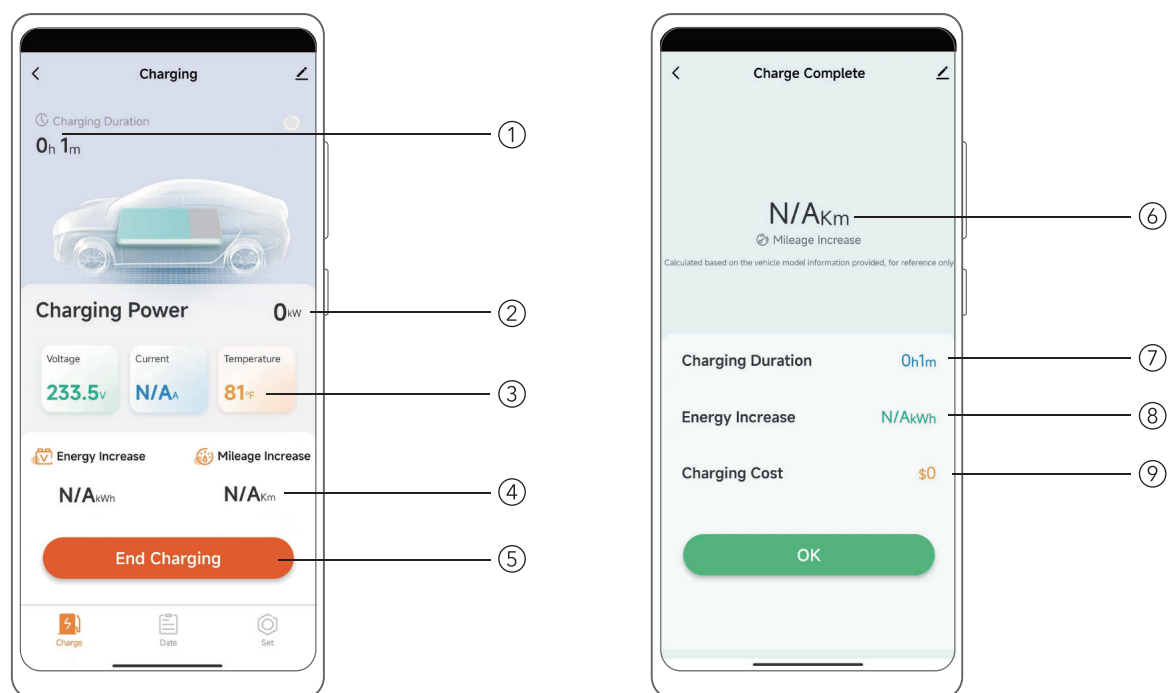 Charging
Charging Duration
0h 1m
①
Charging Power 0kW
②
Voltage Current Temperature
233.5V N/AA 81°F
③
Energy Increase Mileage Increase
N/AkWh N/AKm
④
End Charging
⑤
Charge Date Set
Charge Complete
N/AKm
⑥
Mileage Increase
Calculated based on the vehicle model information provided, for reference only
Charging Duration 0h1m
⑦
Energy Increase N/AkWh
⑧
Charging Cost $0
⑨
OK